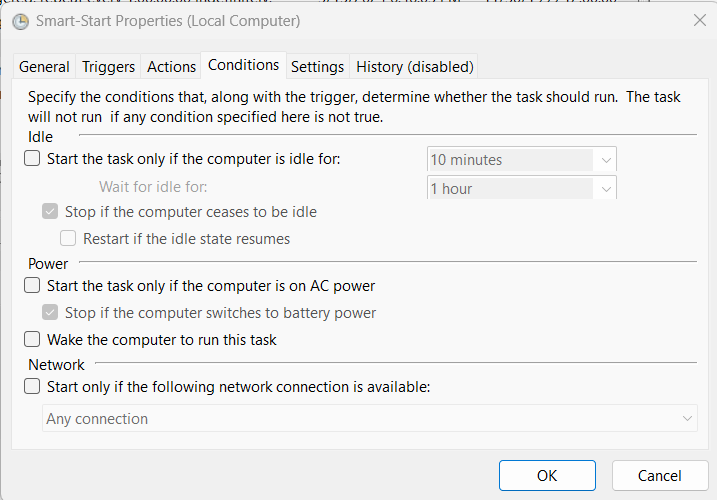 Smart-Start Properties (Local Computer)
General Triggers Actions Conditions Settings History (disabled)
Specify the conditions that, along with the trigger, determine whether the task should run. The task
will not run if any condition specified here is not true.
Idle
Start the task only if the computer is idle for: 10 minutes
Wait for idle for: 1 hour
Stop if the computer ceases to be idle
Restart if the idle state resumes
Power
Start the task only if the computer is on AC power
Stop if the computer switches to battery power
Wake the computer to run this task
Network
Start only if the following network connection is available:
Any connection
OK Cancel